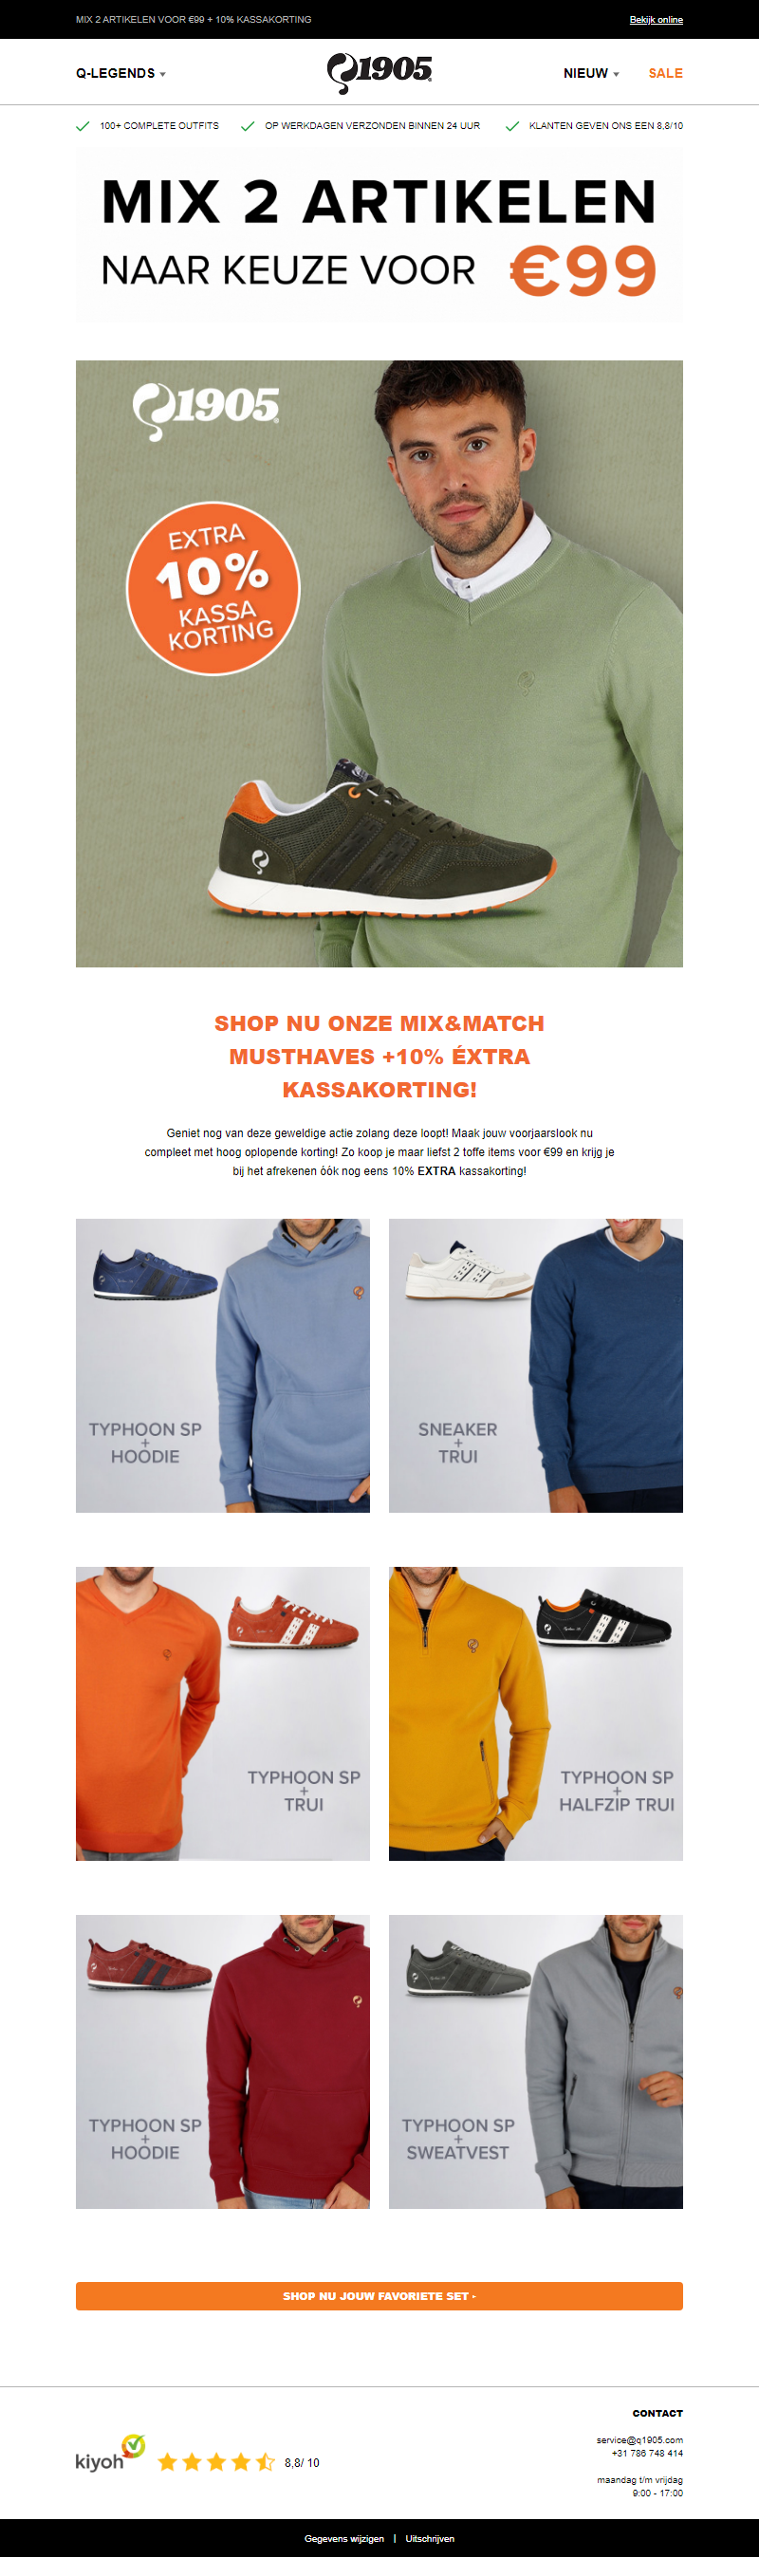 MIX 2 ARTIKELEN VOOR €99 + 10% KASSAKORTING
Bekijk online
Q-LEGENDS
1905
NIEUW
SALE
100+ COMPLETE OUTFITS
OP WERKDAGEN VERZONDEN BINNEN 24 UUR
KLANTEN GEVEN ONS EEN 8,8/10
MIX 2 ARTIKELEN
NAAR KEUZE VOOR €99
1905
EXTRA
10%
KASSA
KORTING
SHOP NU ONZE MIX&MATCH
MUSTHAVES +10% ÉXTRA
KASSAKORTING!
Geniet nog van deze geweldige actie zolang deze loopt! Maak jouw voorjaarslook nu
compleet met hoog oplopende korting! Zo koop je maar liefst 2 toffe items voor €99 en krijg je
bij het afrekenen óók nog eens 10% EXTRA kassakorting!
TYPHOON SP
+
HOODIE
SNEAKER
+
TRUI
TYPHOON SP
+
TRUI
TYPHOON SP
+
HALFZIP TRUI
TYPHOON SP
+
HOODIE
TYPHOON SP
+
SWEATVEST
SHOP NU JOUW FAVORIETE SET
kiyoh
8,8/ 10
CONTACT
service@q1905.com
+31 786 748 414
maandag t/m vrijdag
9:00 - 17:00
Gegevens wijzigen | Uitschrijven